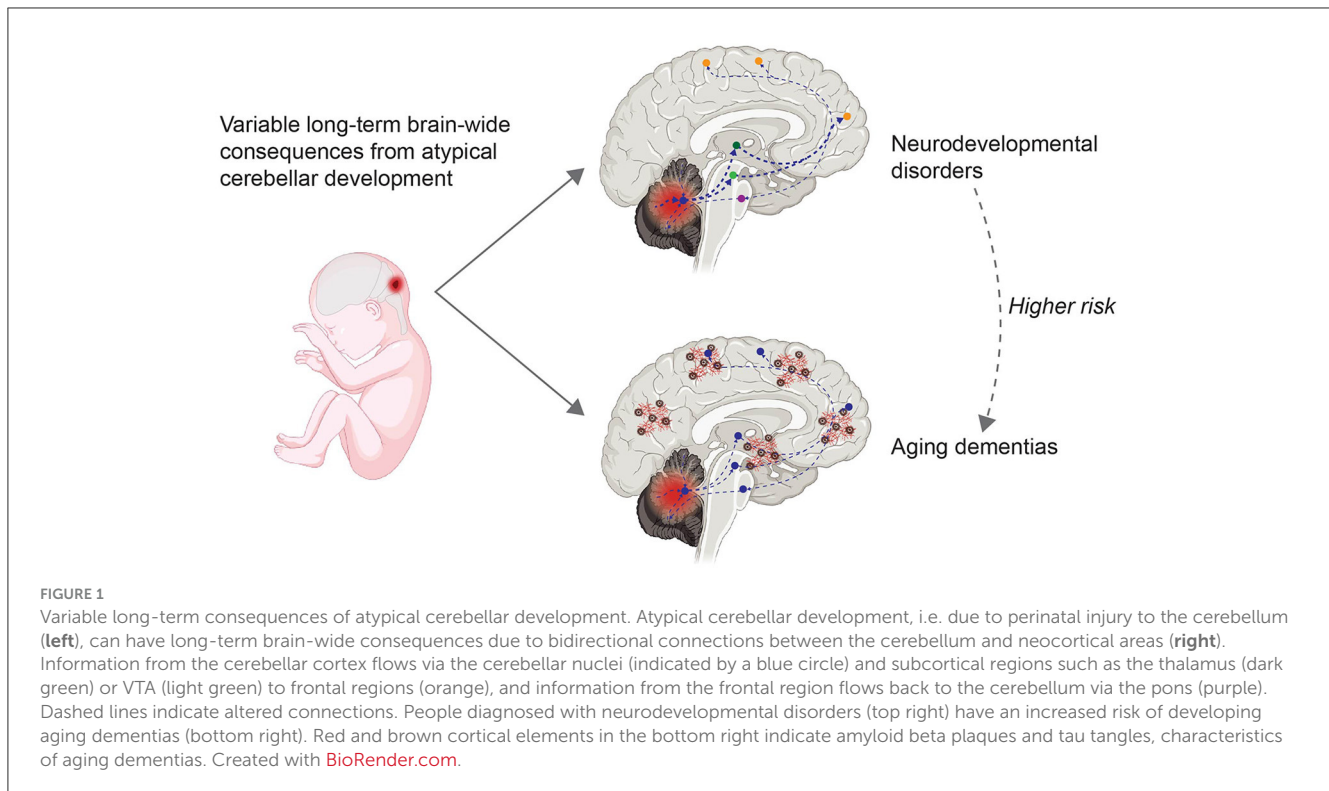 Variable long-term brain-wide
consequences from atypical
cerebellar development
Neurodevelopmental
disorders
Higher risk
Aging dementias
FIGURE 1
Variable long-term consequences of atypical cerebellar development. Atypical cerebellar development, i.e. due to perinatal injury to the cerebellum
(left), can have long-term brain-wide consequences due to bidirectional connections between the cerebellum and neocortical areas (right).
Information from the cerebellar cortex flows via the cerebellar nuclei (indicated by a blue circle) and subcortical regions such as the thalamus (dark
green) or VTA (light green) to frontal regions (orange), and information from the frontal region flows back to the cerebellum via the pons (purple).
Dashed lines indicate altered connections. People diagnosed with neurodevelopmental disorders (top right) have an increased risk of developing
aging dementias (bottom right). Red and brown cortical elements in the bottom right indicate amyloid beta plaques and tau tangles, characteristics
of aging dementias. Created with BioRender.com.